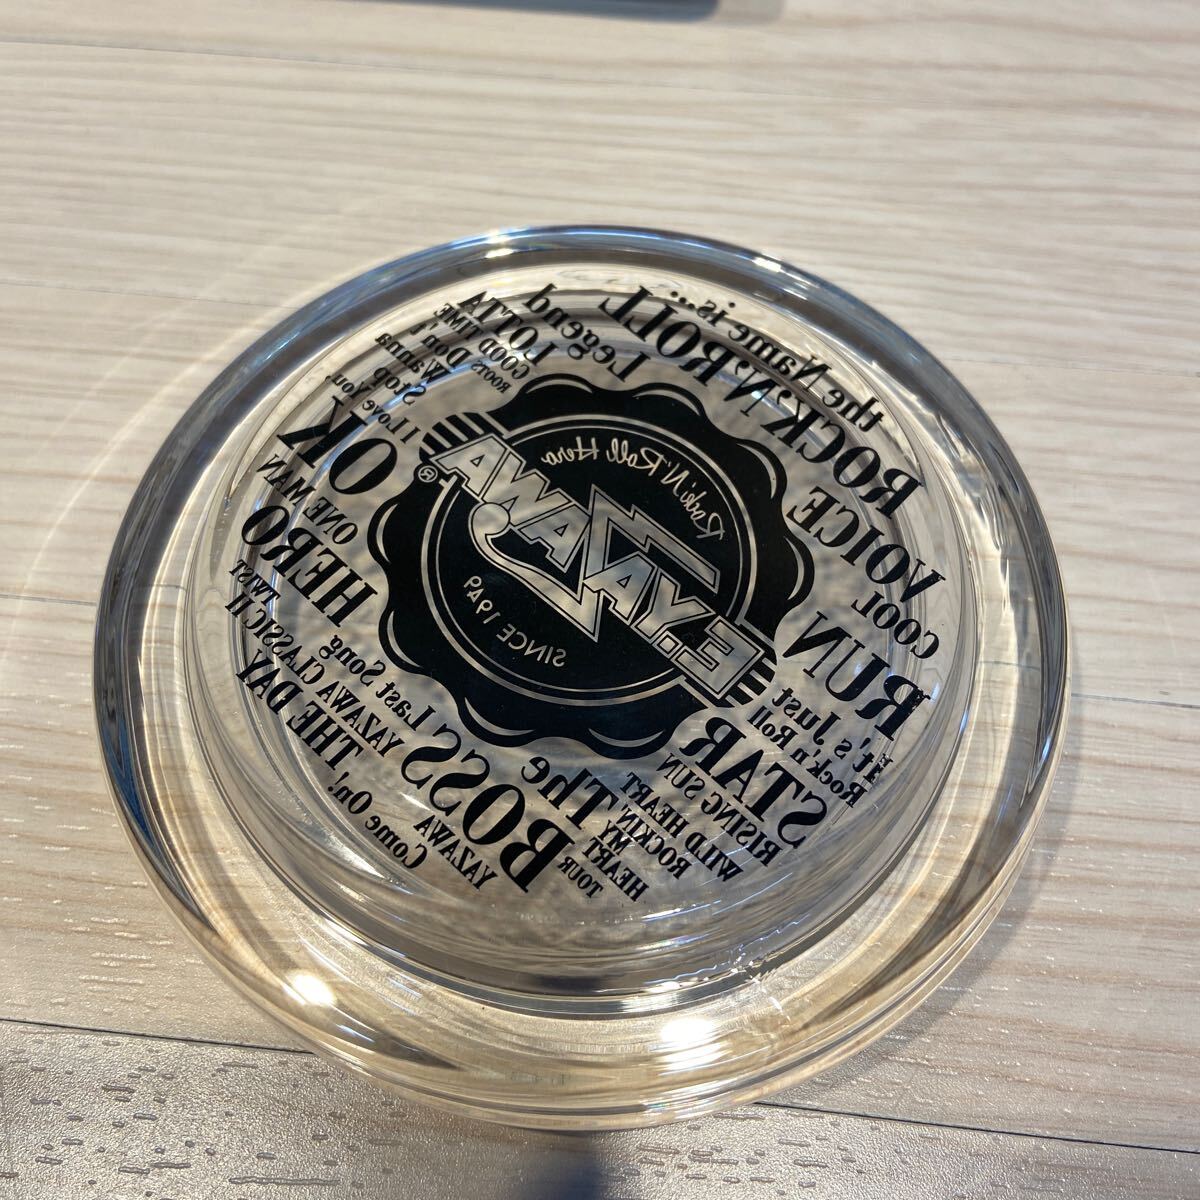 Rock'N'Roll Hero
E.YAZAWA®
SINCE 1949
the Name is...
ROCK'N'ROLL
Legend
LOTTA
GOOD TIME
ROOTS Don't
Wanna
Stop
I Love You,
OK
ONE MAN
HERO
TWIST
CLASSIC II
YAZAWA
THE DAY
Last Song
Come On!
YAZAWA
BOSS
The
TOUR
HEART
ROCKIN' MY
WILD HEART
RISING SUN
STAR
It's Just
Rock'n Roll
RUN
COOL
VOICE